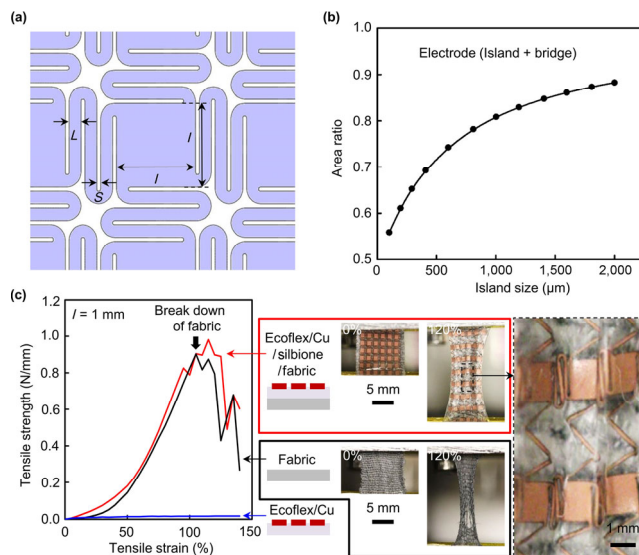 (a)
L
S
I
I
(b)
Electrode (Island + bridge)
Area ratio
1.0
0.9
0.8
0.7
0.6
0.5
0
500
1,000
1,500
2,000
Island size (μm)
(c)
I = 1 mm
Break down
of fabric
Tensile strength (N/mm)
1.2
1.0
0.8
0.6
0.4
0.2
0.0
0
50
100
150
Tensile strain (%)
Ecoflex/Cu
/silbione
/fabric
Fabric
Ecoflex/Cu
0%
120%
5 mm
0%
120%
5 mm
1 mm